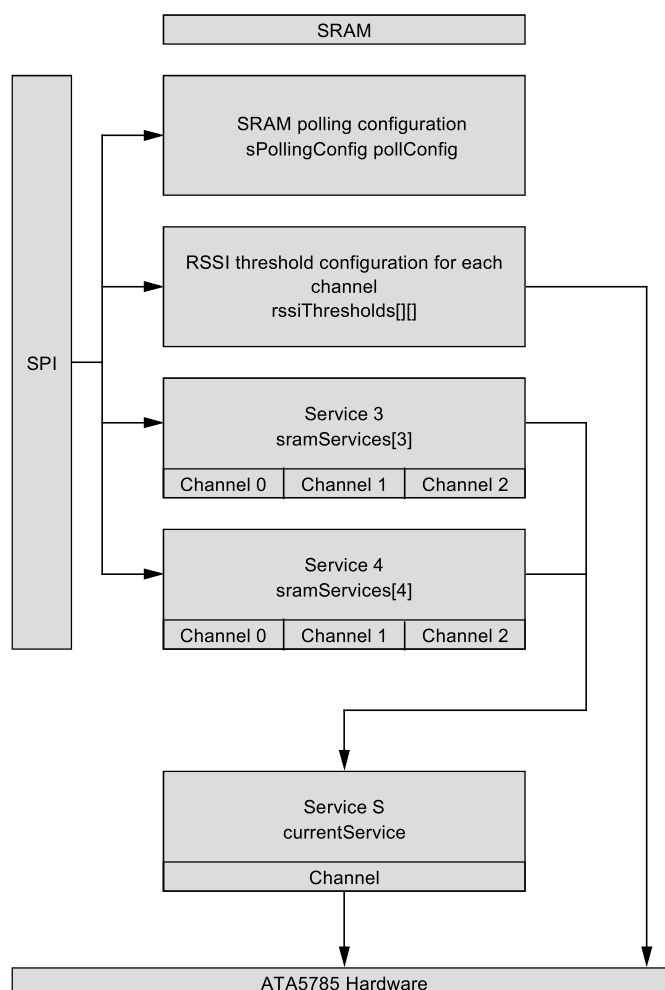 SRAM
SRAM polling configuration
sPollingConfig pollConfig
RSSI threshold configuration for each
channel
rssiThresholds[][]
SPI
Service 3
sramServices[3]
Channel 0 Channel 1 Channel 2
Service 4
sramServices[4]
Channel 0 Channel 1 Channel 2
Service S
currentService
Channel
ATA5785 Hardware